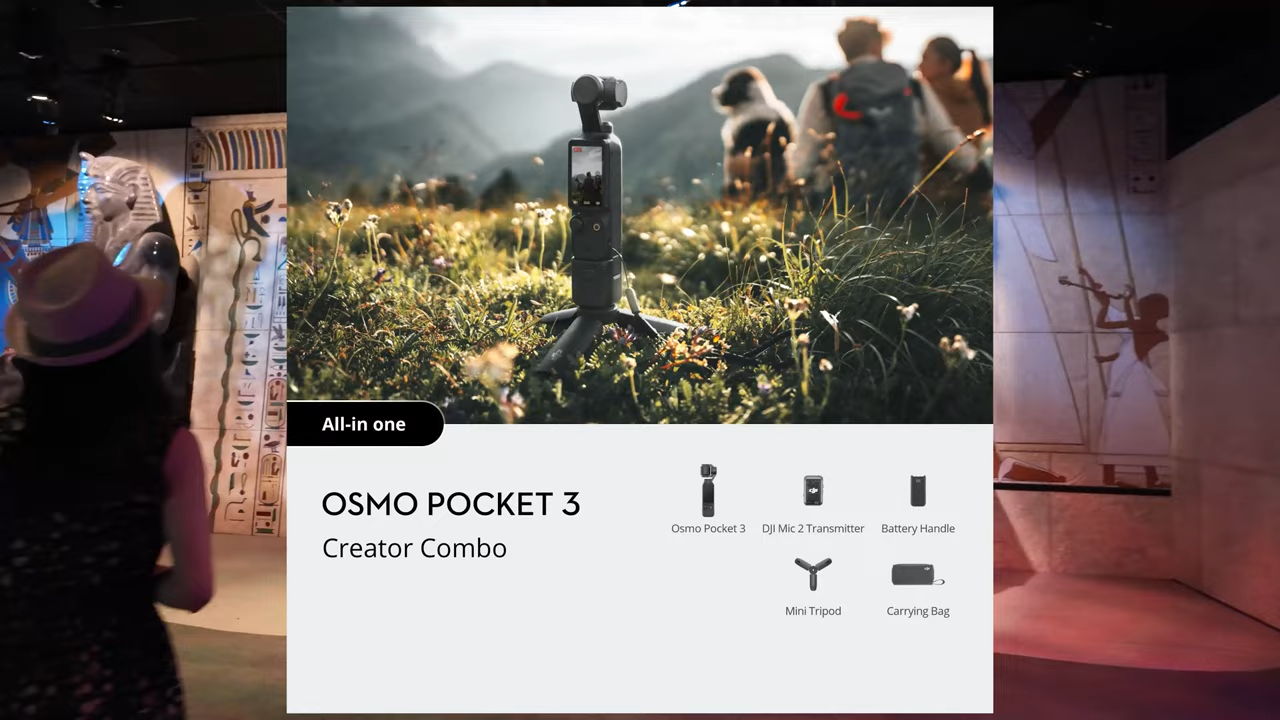 All-in one
OSMO POCKET 3
Creator Combo
Osmo Pocket 3
DJI Mic 2 Transmitter
Battery Handle
Mini Tripod
Carrying Bag